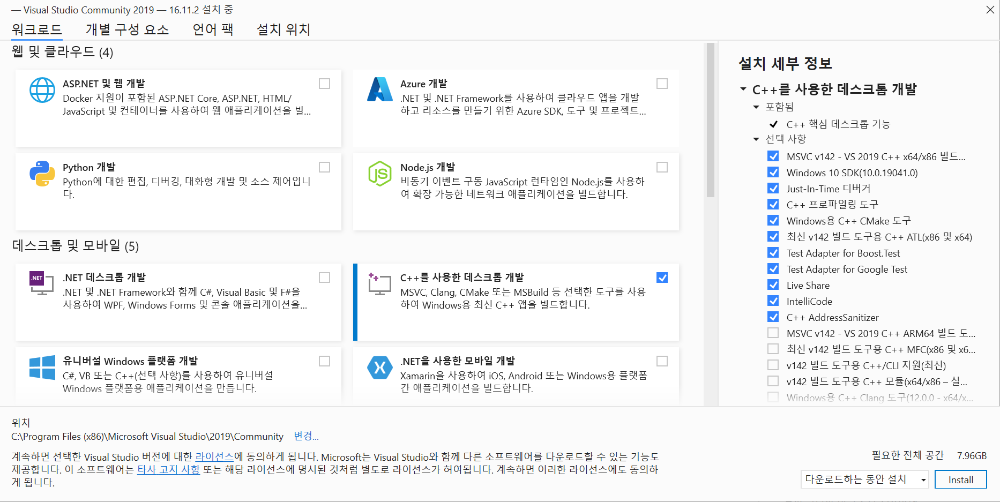 — Visual Studio Community 2019 — 16.11.2 설치 중
워크로드 개별 구성 요소 언어 팩 설치 위치
웹 및 클라우드 (4)
ASP.NET 및 웹 개발
Docker 지원이 포함된 ASP.NET Core, ASP.NET, HTML/
JavaScript 및 컨테이너를 사용하여 웹 애플리케이션을 빌...
Azure 개발
.NET 및 .NET Framework를 사용하여 클라우드 앱을 개발
하고 리소스를 만들기 위한 Azure SDK, 도구 및 프로젝트...
Python 개발
Python에 대한 편집, 디버깅, 대화형 개발 및 소스 제어입니
다.
JS
Node.js 개발
비동기 이벤트 구동 JavaScript 런타임인 Node.js를 사용하
여 확장 가능한 네트워크 애플리케이션을 빌드합니다.
데스크톱 및 모바일 (5)
.NET
.NET 데스크톱 개발
.NET 및 .NET Framework와 함께 C#, Visual Basic 및 F#을
사용하여 WPF, Windows Forms 및 콘솔 애플리케이션을...
C++를 사용한 데스크톱 개발
MSVC, Clang, CMake 또는 MSBuild 등 선택한 도구를 사용
하여 Windows용 최신 C++ 앱을 빌드합니다.
유니버설 Windows 플랫폼 개발
C#, VB 또는 C++(선택 사항)를 사용하여 유니버설
Windows 플랫폼용 애플리케이션을 만듭니다.
.NET을 사용한 모바일 개발
Xamarin을 사용하여 iOS, Android 또는 Windows용 플랫폼
간 애플리케이션을 빌드합니다.
설치 세부 정보
C++를 사용한 데스크톱 개발
포함됨
C++ 핵심 데스크톱 기능
선택 사항
MSVC v142 - VS 2019 C++ x64/x86 빌드...
Windows 10 SDK(10.0.19041.0)
Just-In-Time 디버거
C++ 프로파일링 도구
Windows용 C++ CMake 도구
최신 v142 빌드 도구용 C++ ATL(x86 및 x64)
Test Adapter for Boost.Test
Test Adapter for Google Test
Live Share
IntelliCode
C++ AddressSanitizer
MSVC v142 - VS 2019 C++ ARM64 빌드 도...
최신 v142 빌드 도구용 C++ MFC(x86 및 x6...
v142 빌드 도구용 C++/CLI 지원(최신)
v142 빌드 도구용 C++ 모듈(x64/x86 – 실...
Windows용 C++ Clang 도구(12.0.0 - x64/x...
위치
C:\Program Files (x86)\Microsoft Visual Studio\2019\Community 변경...
계속하면 선택한 Visual Studio 버전에 대한 라이선스에 동의하게 됩니다. Microsoft는 Visual Studio와 함께 다른 소프트웨어를 다운로드할 수 있는 기능도
제공합니다. 이 소프트웨어는 타사 고지 사항 또는 해당 라이선스에 명시된 것처럼 별도로 라이선스가 허여됩니다. 계속하면 이러한 라이선스에도 동의하
게 됩니다.
필요한 전체 공간 7.96GB
다운로드하는 동안 설치 Install